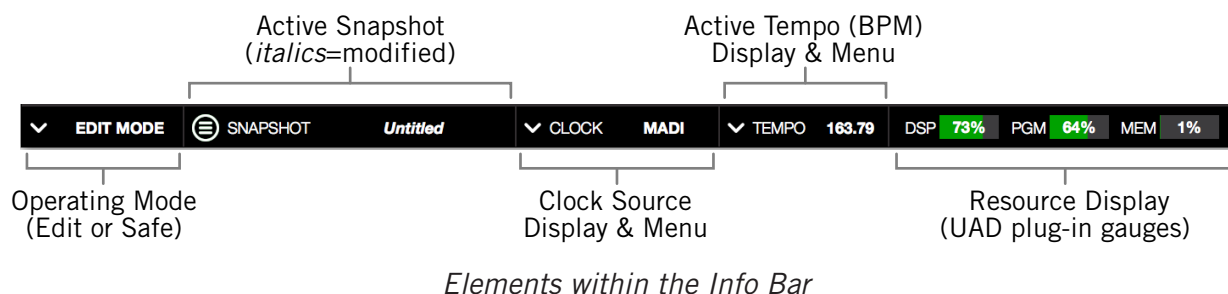 Active Snapshot
(italics=modified)
Active Tempo (BPM)
Display & Menu
EDIT MODE SNAPSHOT Untitled CLOCK MADI TEMPO 163.79 DSP 73% PGM 64% MEM 1%
Operating Mode
(Edit or Safe)
Clock Source
Display & Menu
Resource Display
(UAD plug-in gauges)
Elements within the Info Bar